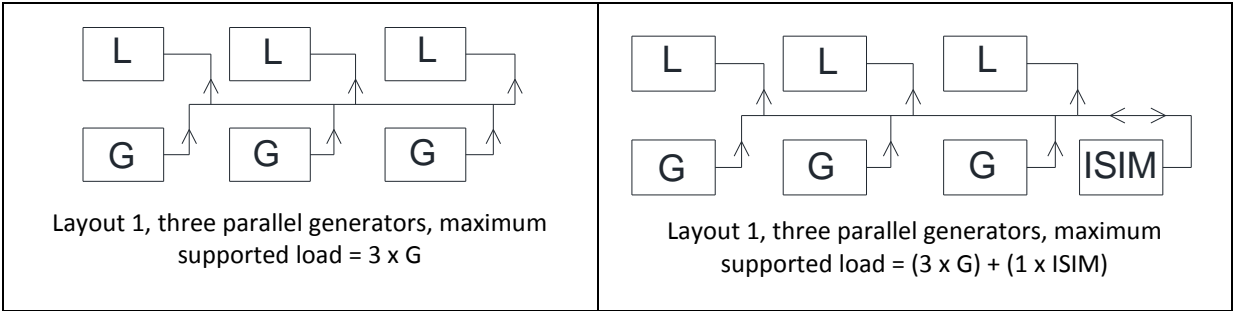 L L L
G G G
Layout 1, three parallel generators, maximum
supported load = 3 x G
L L L
G G G ISIM
Layout 1, three parallel generators, maximum
supported load = (3 x G) + (1 x ISIM)